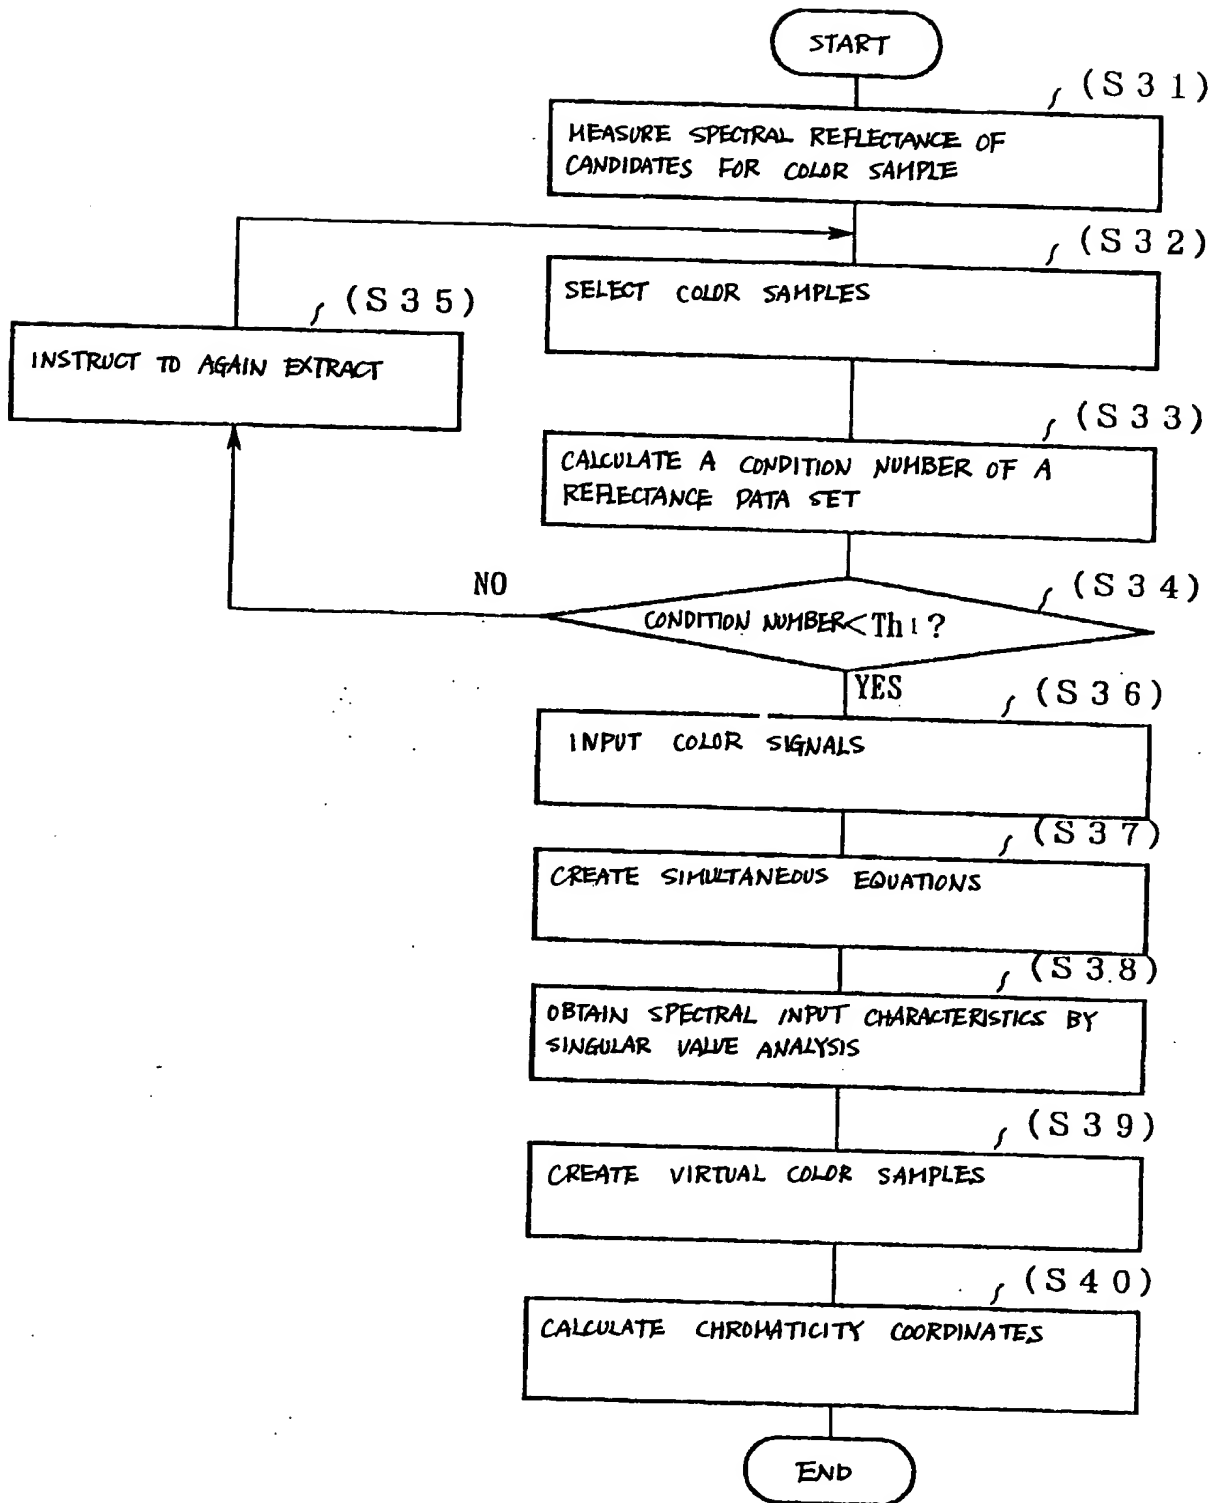 START
(S31)
MEASURE SPECTRAL REFLECTANCE OF
CANDIDATES FOR COLOR SAMPLE
(S32)
SELECT COLOR SAMPLES
(S35)
INSTRUCT TO AGAIN EXTRACT
(S33)
CALCULATE A CONDITION NUMBER OF A
REFLECTANCE DATA SET
(S34)
NO
CONDITION NUMBER<Th1?
YES
(S36)
INPUT COLOR SIGNALS
(S37)
CREATE SIMULTANEOUS EQUATIONS
(S38)
OBTAIN SPECTRAL INPUT CHARACTERISTICS BY
SINGULAR VALUE ANALYSIS
(S39)
CREATE VIRTUAL COLOR SAMPLES
(S40)
CALCULATE CHROMATICITY COORDINATES
END